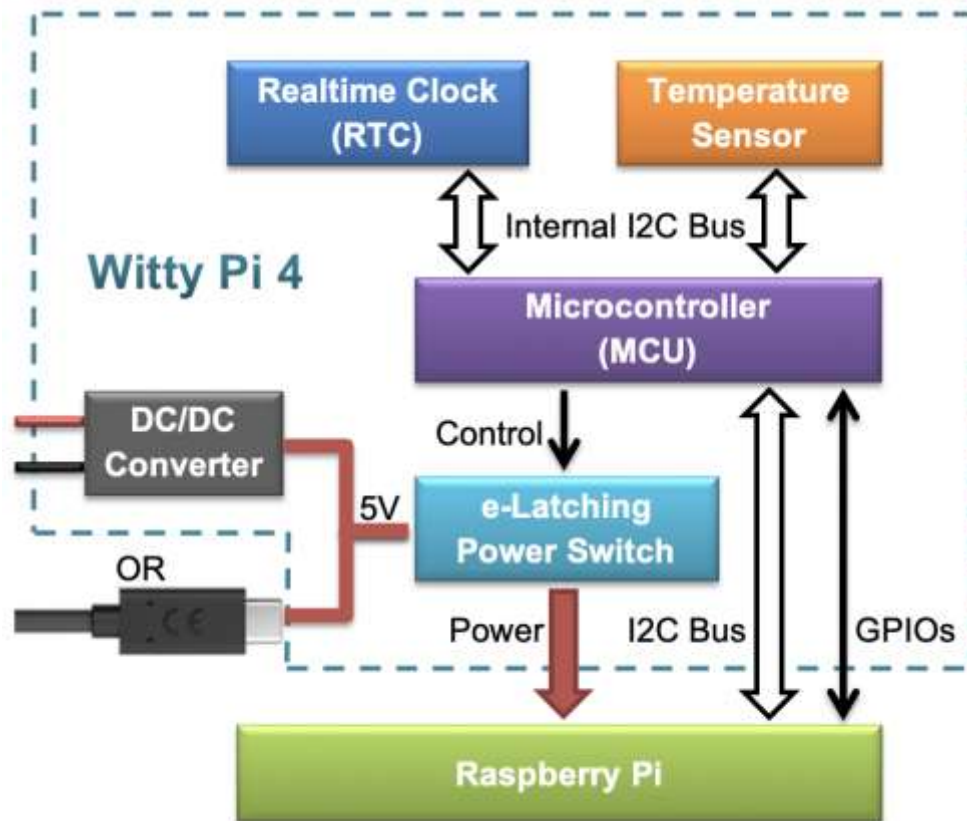 Realtime Clock
(RTC)
Temperature
Sensor
Internal I2C Bus
Witty Pi 4
Microcontroller
(MCU)
DC/DC
Converter
Control
5V
e-Latching
Power Switch
OR
CE
Power
I2C Bus
GPIOs
Raspberry Pi